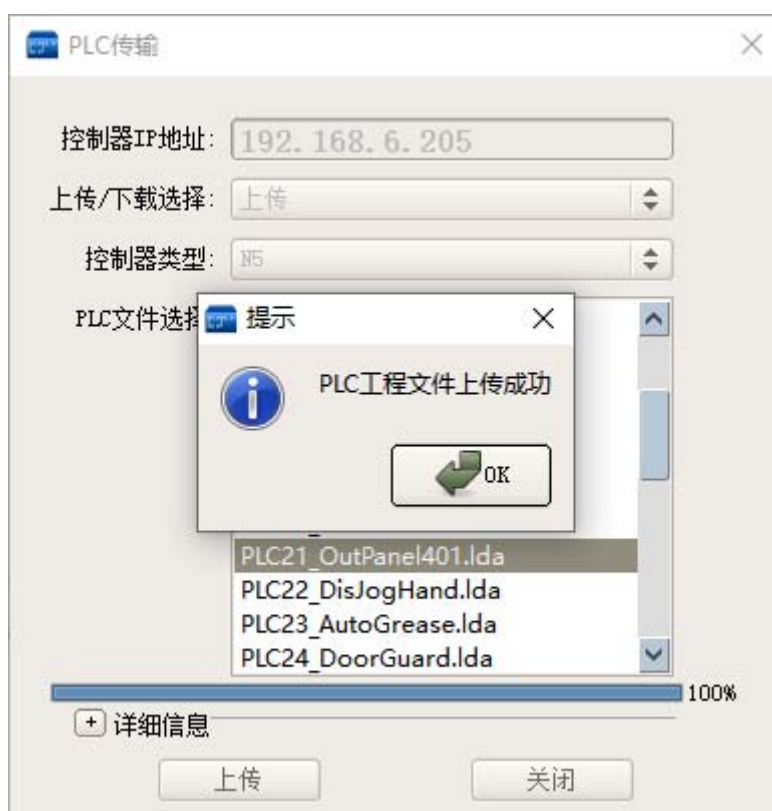 PLC传输
控制器IP地址: 192.168.6.205
上传/下载选择: 上传
控制器类型: N5
PLC文件选择
提示
PLC工程文件上传成功
OK
PLC21_OutPanel401.lda
PLC22_DisJogHand.lda
PLC23_AutoGrease.lda
PLC24_DoorGuard.lda
100%
+ 详细信息
上传 关闭